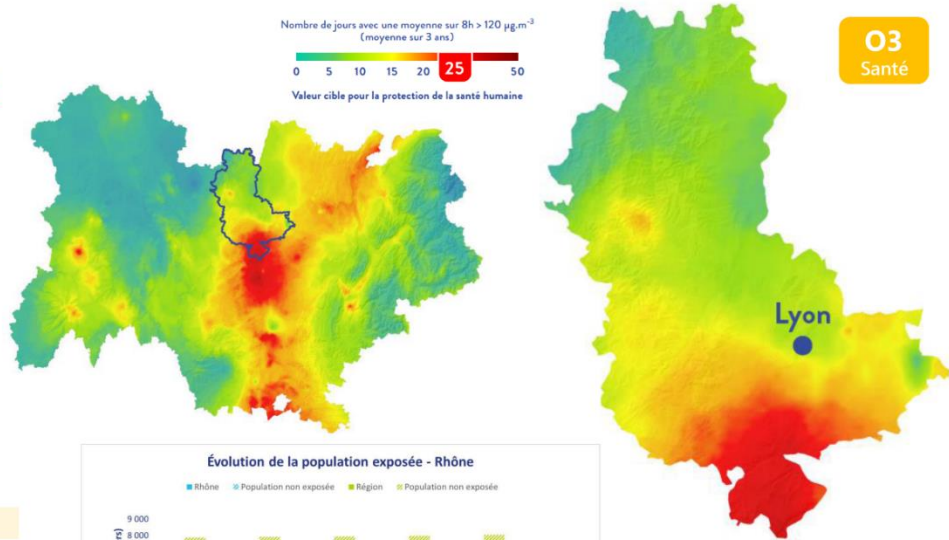 Nombre de jours avec une moyenne sur 8h > 120 µg.m⁻³
(moyenne sur 3 ans)
0 5 10 15 20 25 50
Valeur cible pour la protection de la santé humaine
O3
Santé
Lyon
Évolution de la population exposée - Rhône
Rhône Population non exposée Région Population non exposée
9 000
8 000